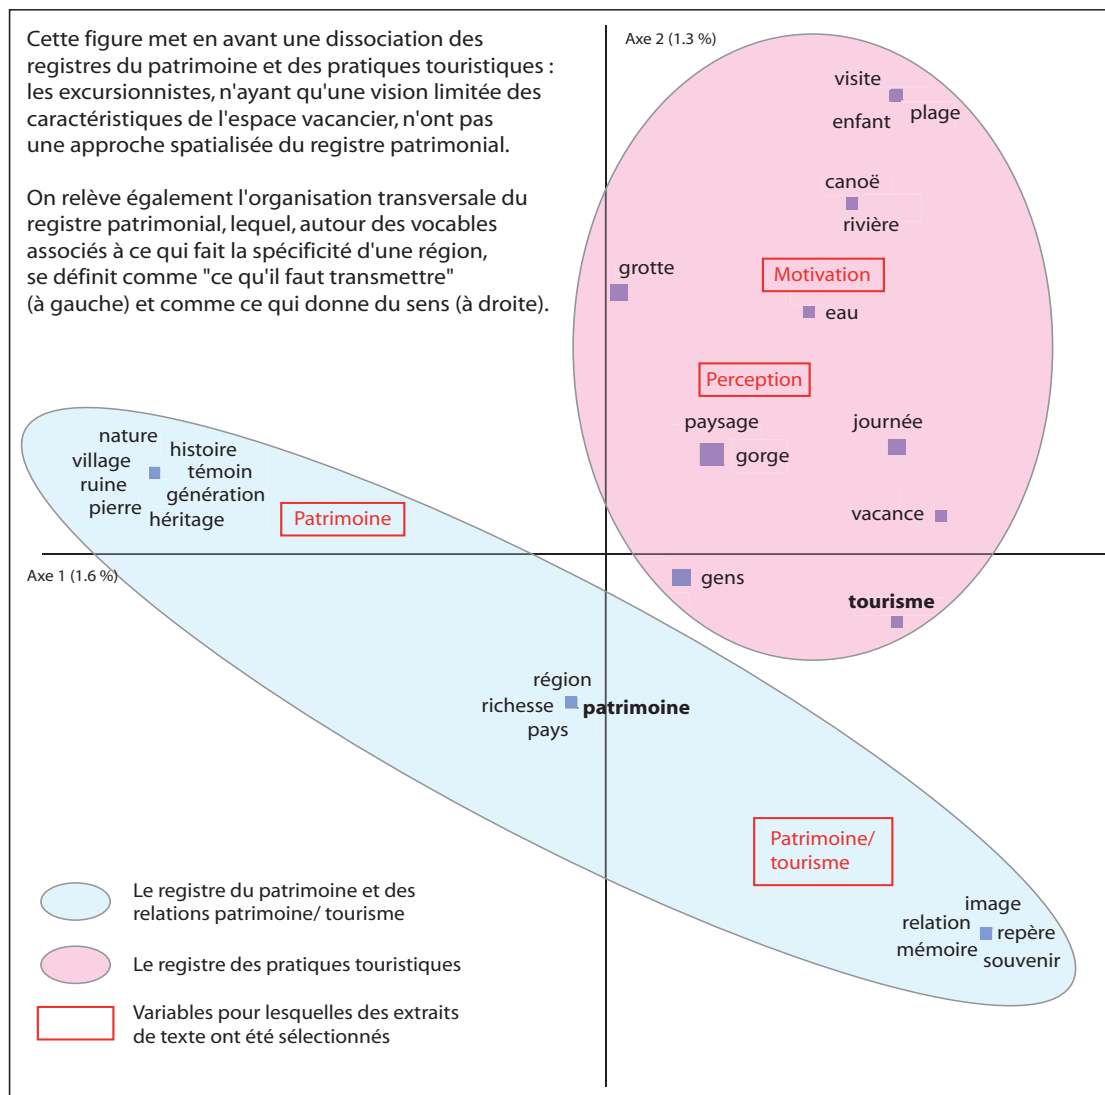 Cette figure met en avant une dissociation des
registres du patrimoine et des pratiques touristiques :
les excursionnistes, n'ayant qu'une vision limitée des
caractéristiques de l'espace vacancier, n'ont pas
une approche spatialisée du registre patrimonial.
On relève également l'organisation transversale du
registre patrimonial, lequel, autour des vocables
associés à ce qui fait la spécificité d'une région,
se définit comme "ce qu'il faut transmettre"
(à gauche) et comme ce qui donne du sens (à droite).
Axe 2 (1.3 %)
visite
plage
enfant
canoë
rivière
grotte
Motivation
eau
Perception
paysage
gorge
journée
vacance
nature
histoire
village
témoin
ruine
génération
pierre
héritage
Patrimoine
Axe 1 (1.6 %)
gens
tourisme
région
richesse
patrimoine
pays
Patrimoine/
tourisme
image
relation
repère
mémoire
souvenir
Le registre du patrimoine et des
relations patrimoine/ tourisme
Le registre des pratiques touristiques
Variables pour lesquelles des extraits
de texte ont été sélectionnés